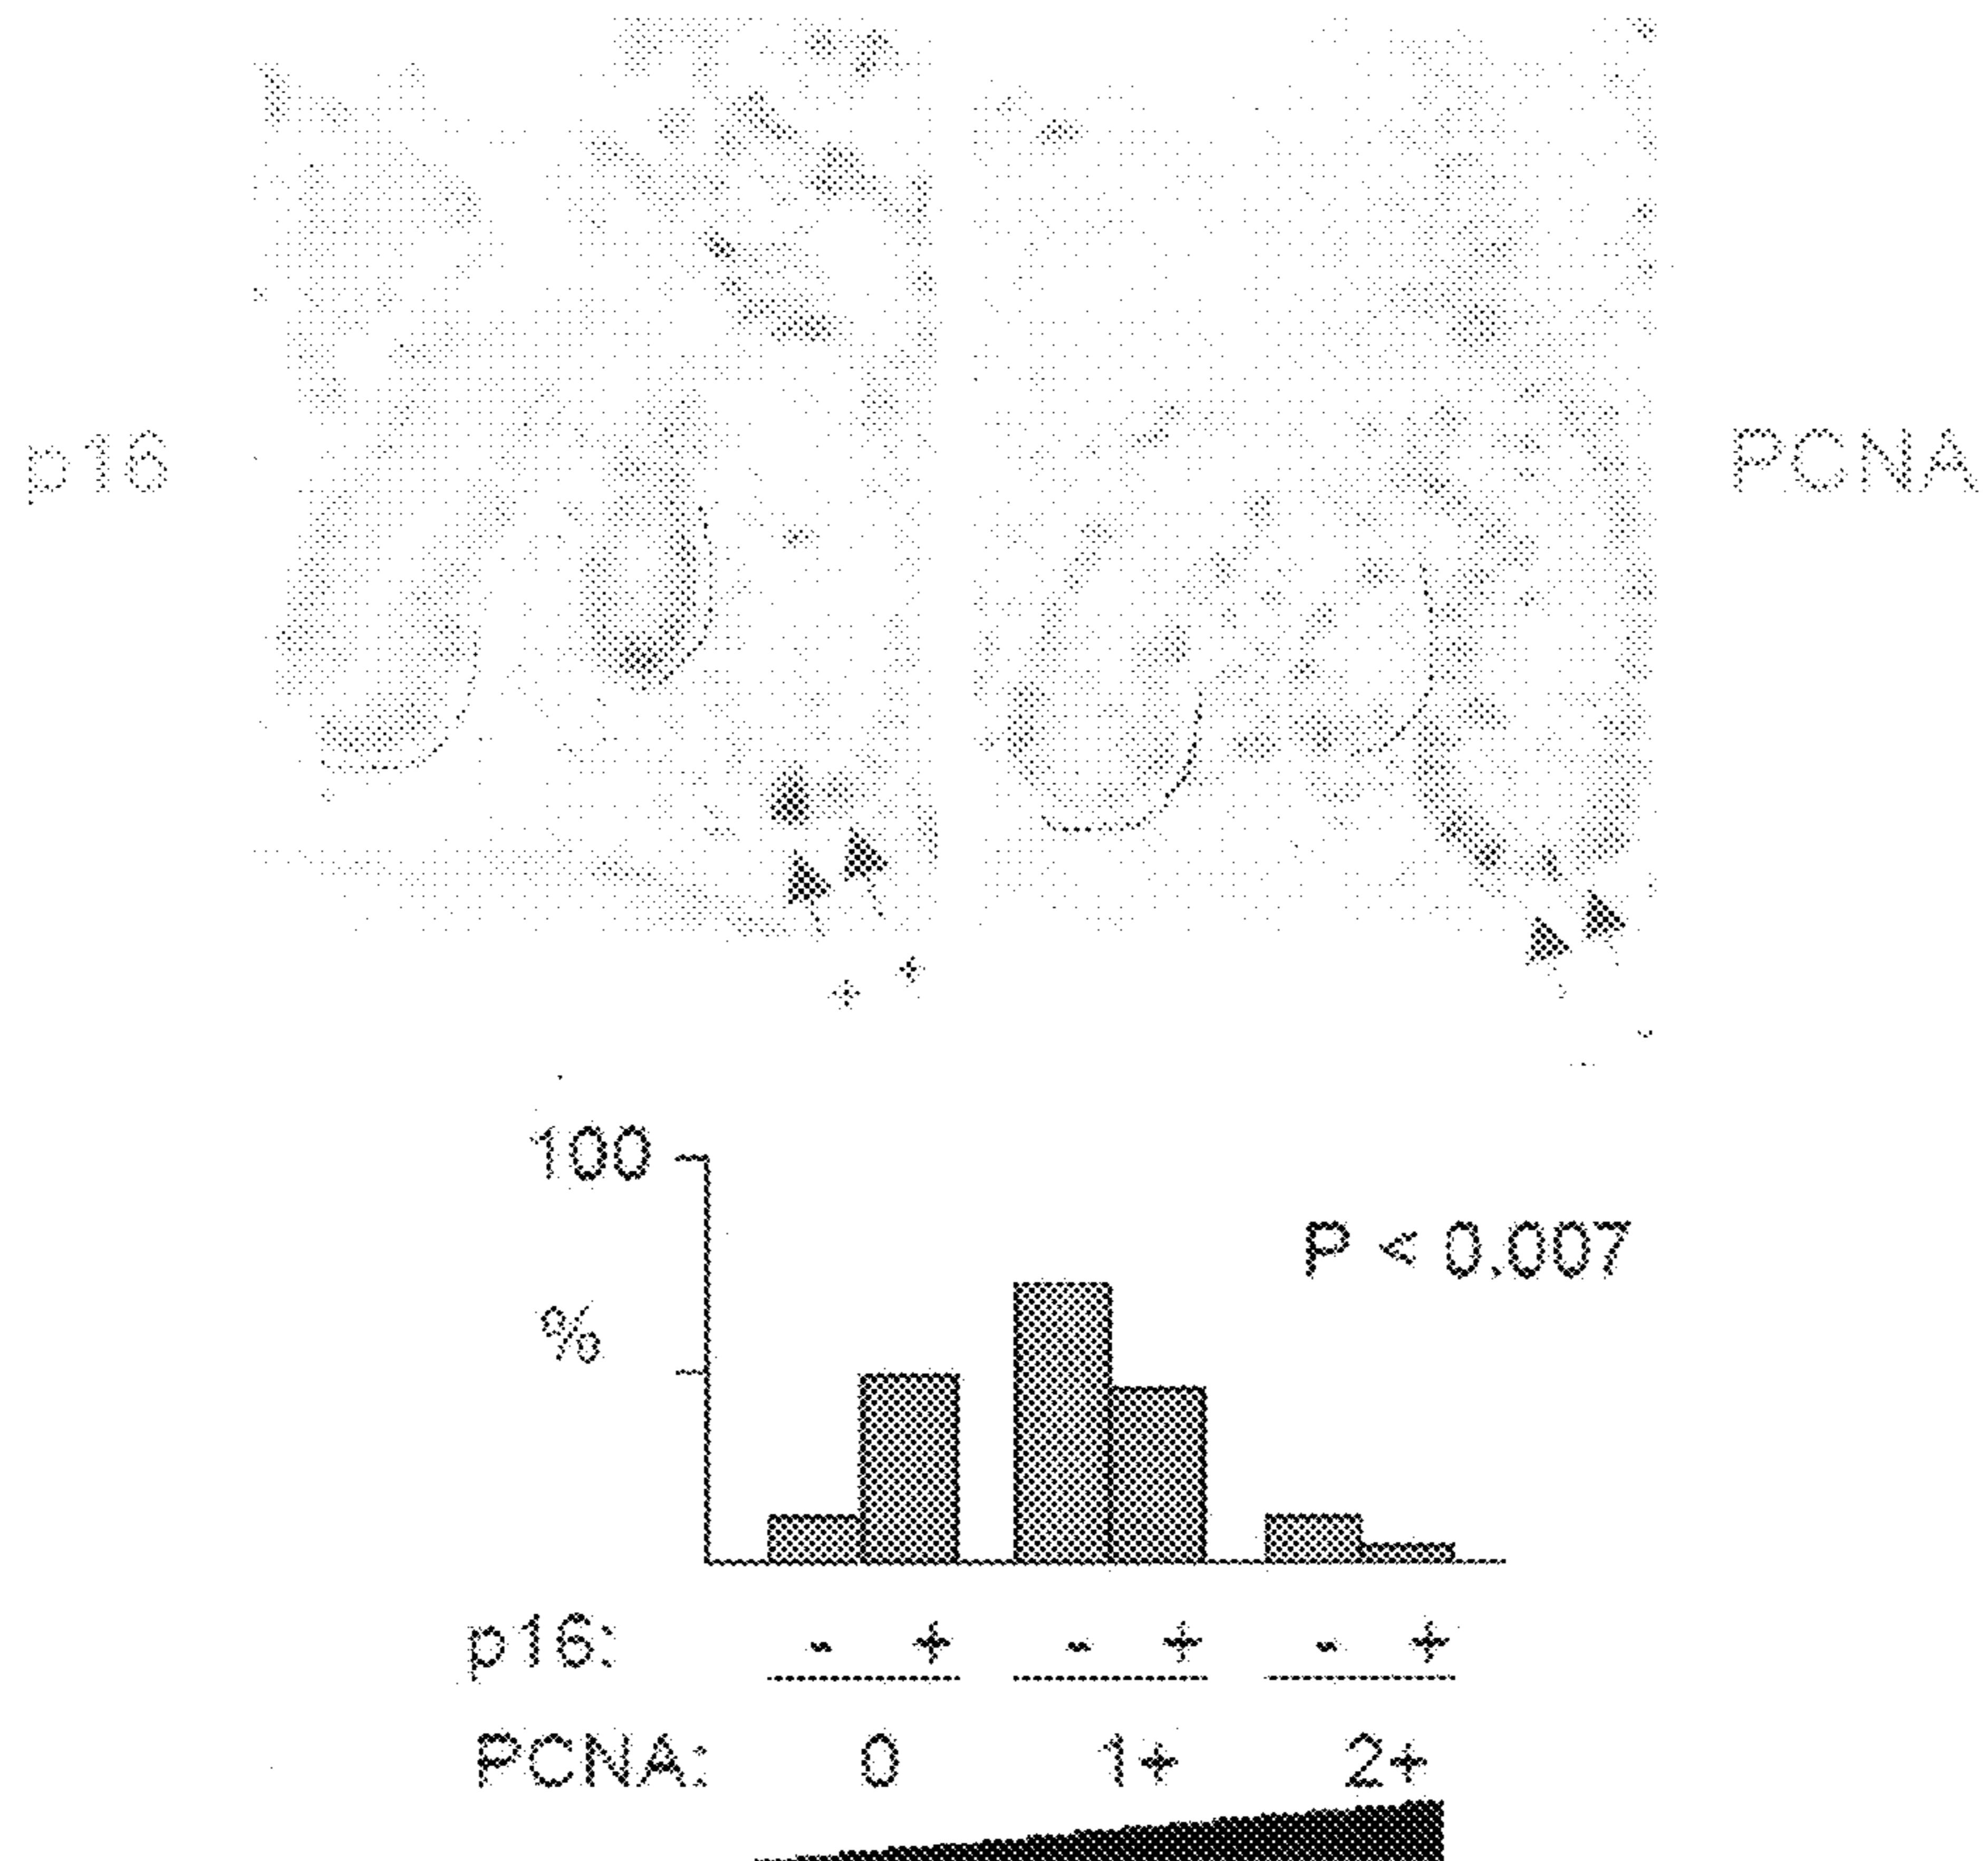 p16
PCNA
+ +
100
P < 0.007
%
p16: - + - + - +
PCNA: 0 1+ 2+